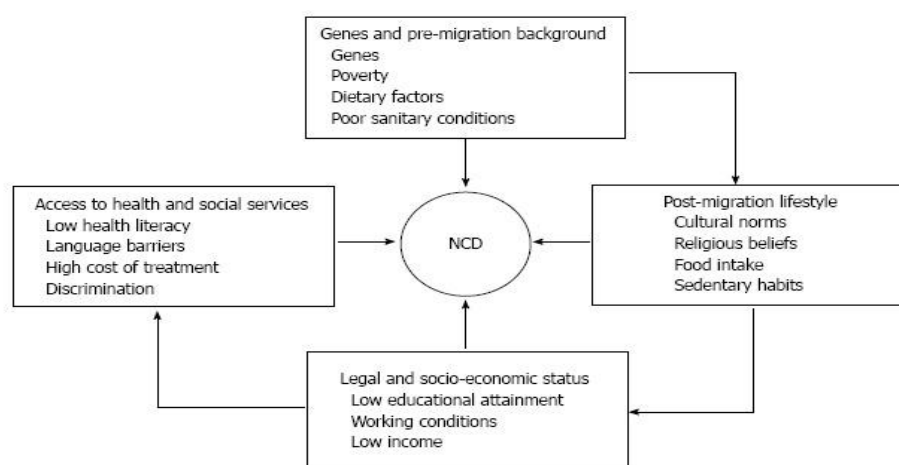 Genes and pre-migration background
Genes
Poverty
Dietary factors
Poor sanitary conditions
Access to health and social services
Low health literacy
Language barriers
High cost of treatment
Discrimination
NCD
Post-migration lifestyle
Cultural norms
Religious beliefs
Food intake
Sedentary habits
Legal and socio-economic status
Low educational attainment
Working conditions
Low income